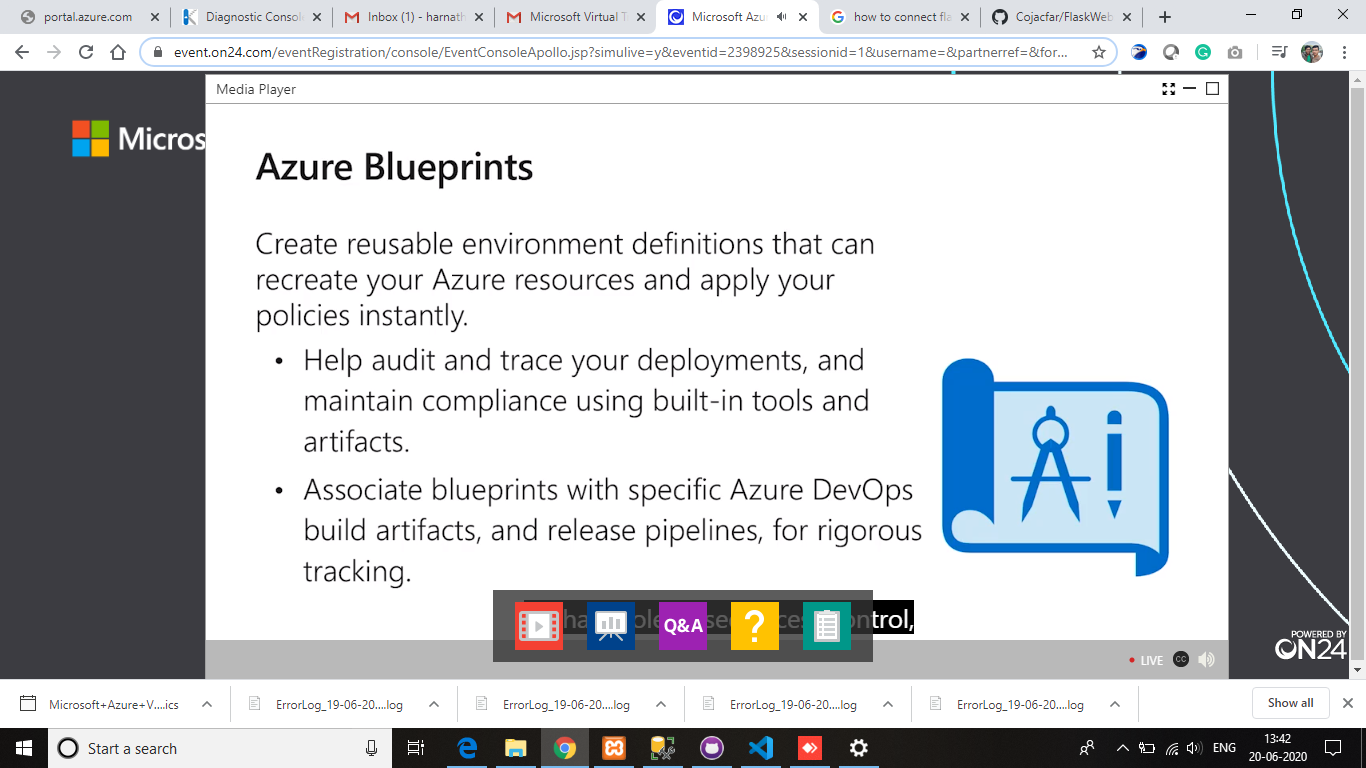 portal.azure.com
Diagnostic Consol
Inbox (1) - harnath
Microsoft Virtual T
Microsoft Azu
how to connect fla
Cojacfar/FlaskWeb
event.on24.com/eventRegistration/console/EventConsoleApollo.jsp?simulive=y&eventid=2398925&sessionid=1&username=&partnerref=&for...
Media Player
Micros
Azure Blueprints
Create reusable environment definitions that can
recreate your Azure resources and apply your
policies instantly.
• Help audit and trace your deployments, and
maintain compliance using built-in tools and
artifacts.
• Associate blueprints with specific Azure DevOps
build artifacts, and release pipelines, for rigorous
tracking.
Q&A
?
trol,
LIVE
CC
POWERED BY
ON24
Microsoft+Azure+V....ics
ErrorLog_19-06-20....log
ErrorLog_19-06-20....log
ErrorLog_19-06-20....log
ErrorLog_19-06-20....log
Show all
Start a search
ENG
13:42
20-06-2020